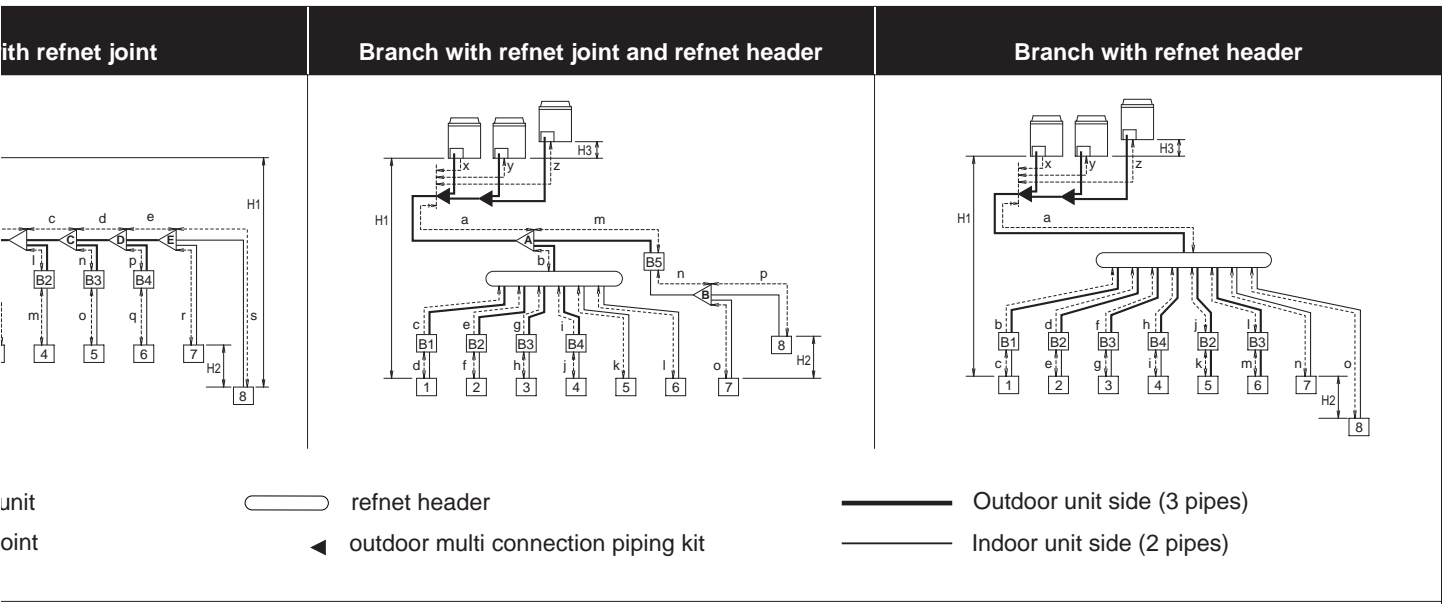 ith refnet joint
Branch with refnet joint and refnet header
Branch with refnet header
c d e
H1
C D E
l n p
B2 B3 B4
m o q r s
4 5 6 7
H2
8
H3
x y z
H1
a m
A
b
B5
n p
B
c e g i
B1 B2 B3 B4
8
H2
d f h j k l o
1 2 3 4 5 6 7
H3
x y z
H1
a
b d f h j l
B1 B2 B3 B4 B2 B3
c e g i k m n o
1 2 3 4 5 6 7
H2
8
unit
refnet header
Outdoor unit side (3 pipes)
oint
outdoor multi connection piping kit
Indoor unit side (2 pipes)